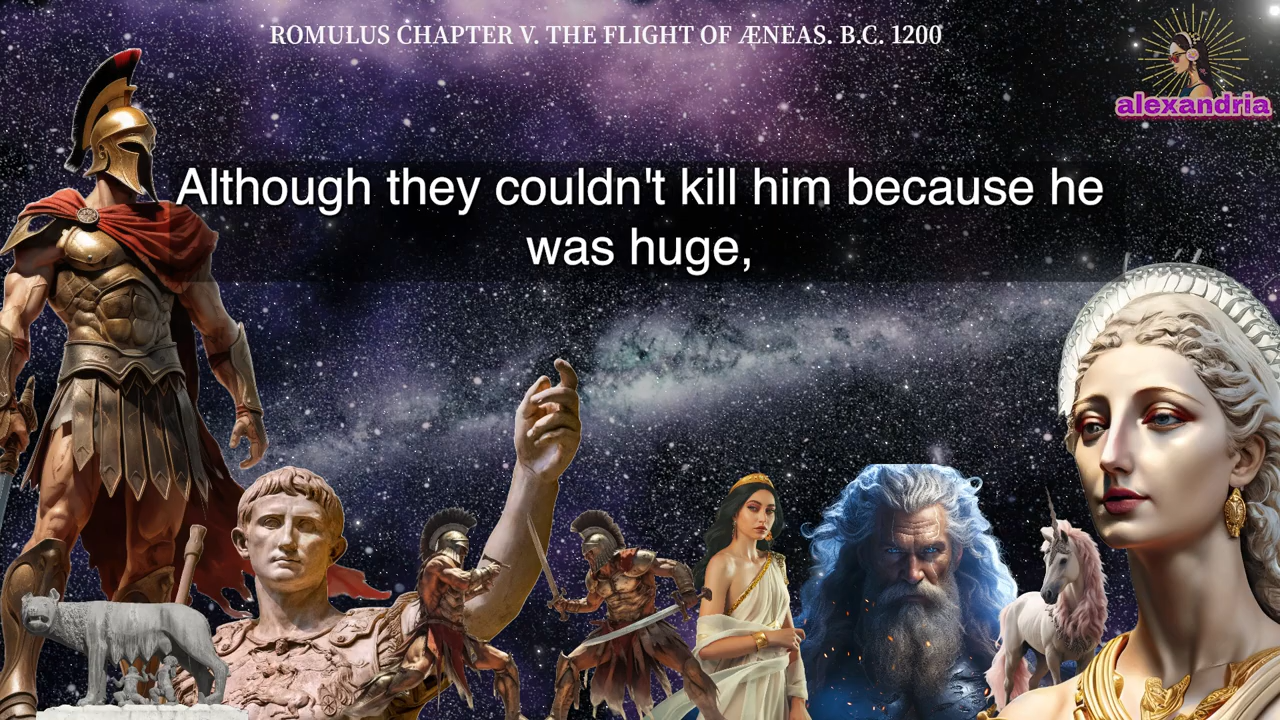 ROMULUS CHAPTER V. THE FLIGHT OF ÆNEAS. B.C. 1200
alexandria
Although they couldn't kill him because he
was huge,